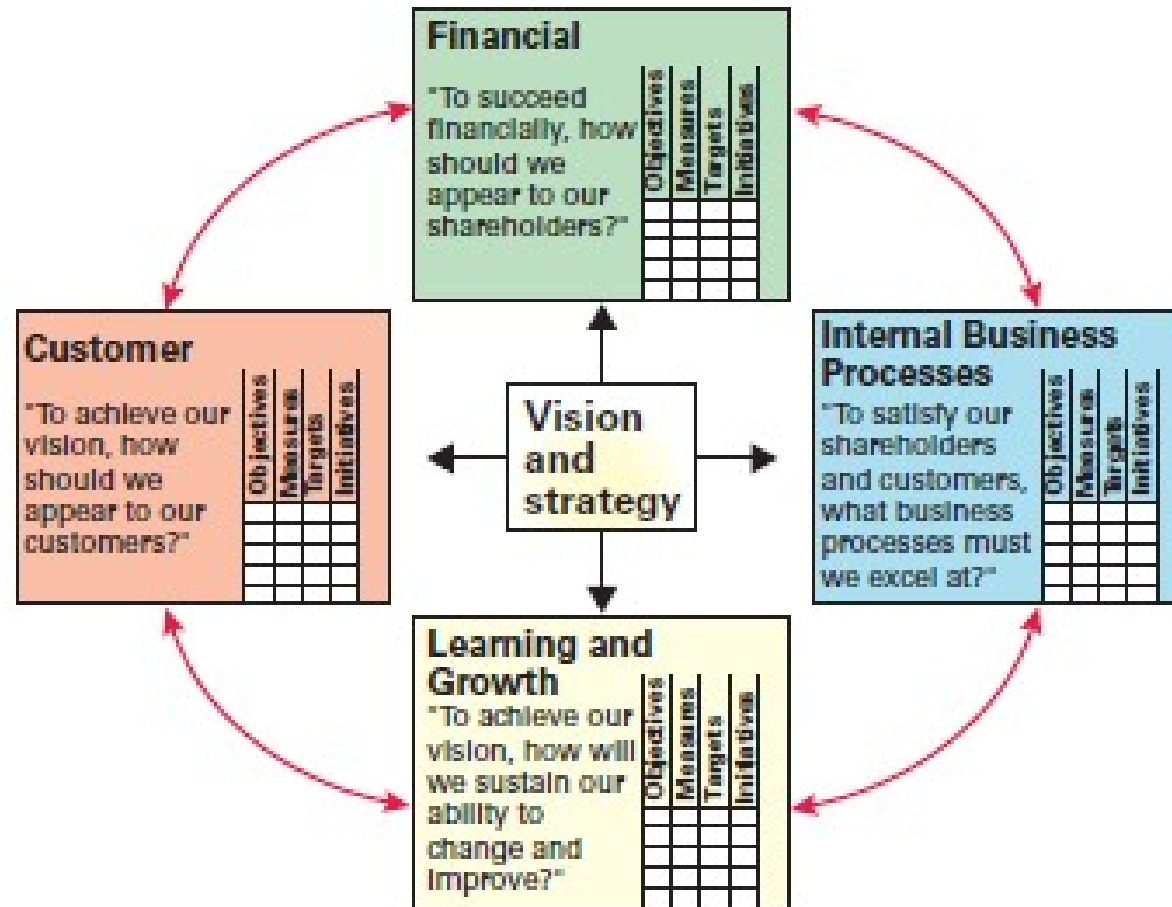 Financial
"To succeed
financially, how
should we
appear to our
shareholders?"
Objectives
Measures
Targets
Initiatives
Customer
"To achieve our
vision, how
should we
appear to our
customers?"
Objectives
Measures
Targets
Initiatives
Vision
and
strategy
Internal Business
Processes
"To satisfy our
shareholders
and customers,
what business
processes must
we excel at?"
Objectives
Measures
Targets
Initiatives
Learning and
Growth
"To achieve our
vision, how will
we sustain our
ability to
change and
improve?"
Objectives
Measures
Targets
Initiatives